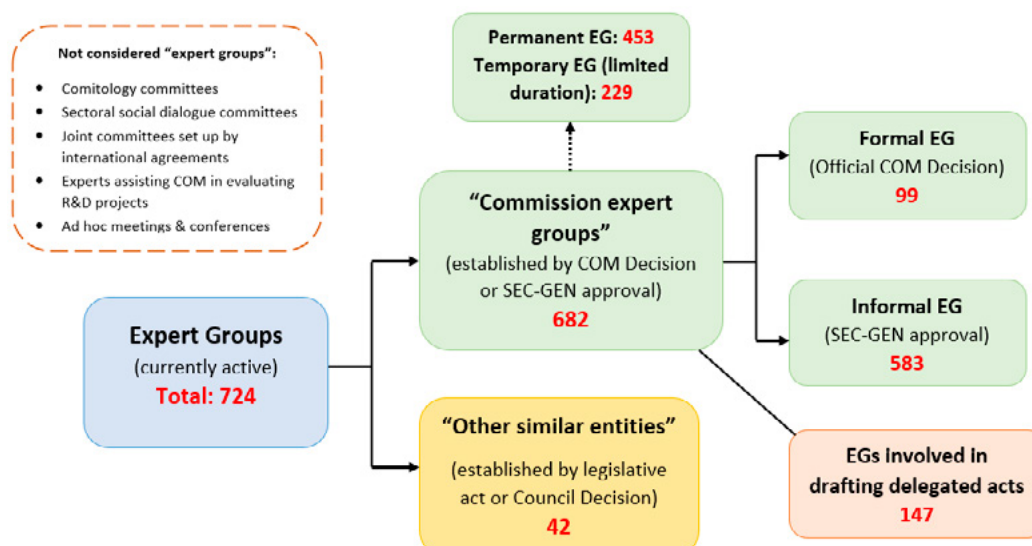 Not considered “expert groups”:
● Comitology committees
● Sectoral social dialogue committees
● Joint committees set up by
international agreements
● Experts assisting COM in evaluating
R&D projects
● Ad hoc meetings & conferences
Permanent EG: 453
Temporary EG (limited
duration): 229
Expert Groups
(currently active)
Total: 724
“Commission expert
groups”
(established by COM Decision
or SEC-GEN approval)
682
“Other similar entities”
(established by legislative
act or Council Decision)
42
Formal EG
(Official COM Decision)
99
Informal EG
(SEC-GEN approval)
583
EGs involved in
drafting delegated acts
147